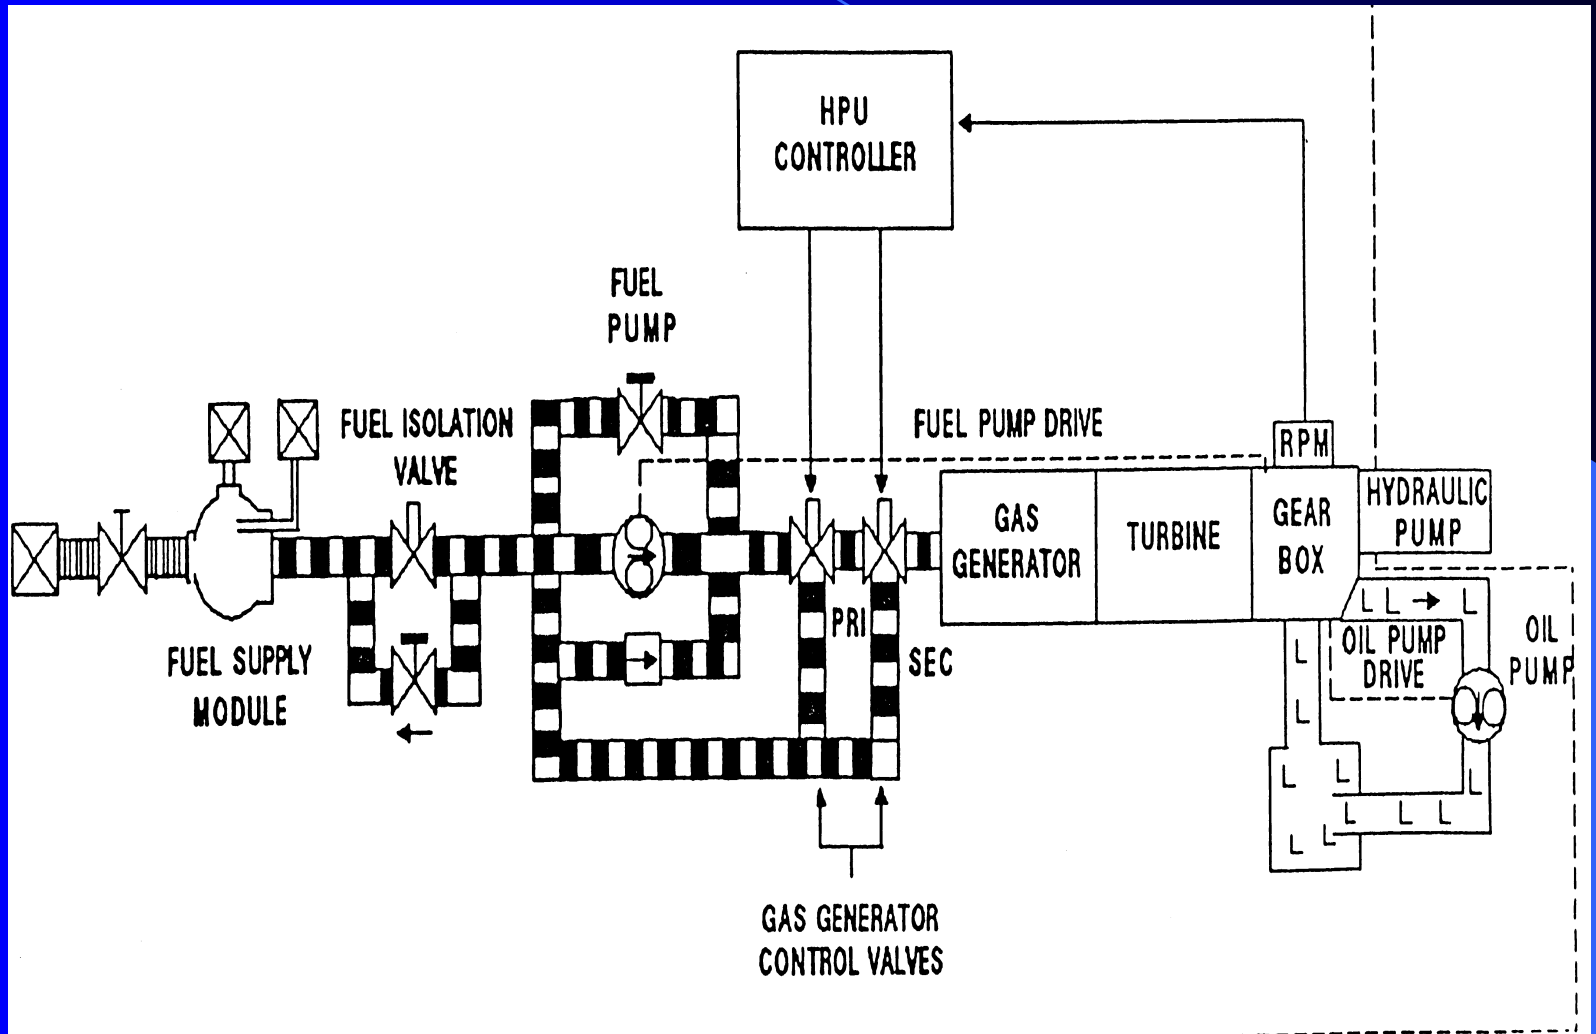 HPU
CONTROLLER
FUEL
PUMP
FUEL ISOLATION
VALVE
FUEL PUMP DRIVE
RPM
GAS
GENERATOR
TURBINE
GEAR
BOX
HYDRAULIC
PUMP
L L L
PRI
SEC
OIL PUMP
DRIVE
OIL
PUMP
FUEL SUPPLY
MODULE
L
L
L L L
L L L
L L
GAS GENERATOR
CONTROL VALVES